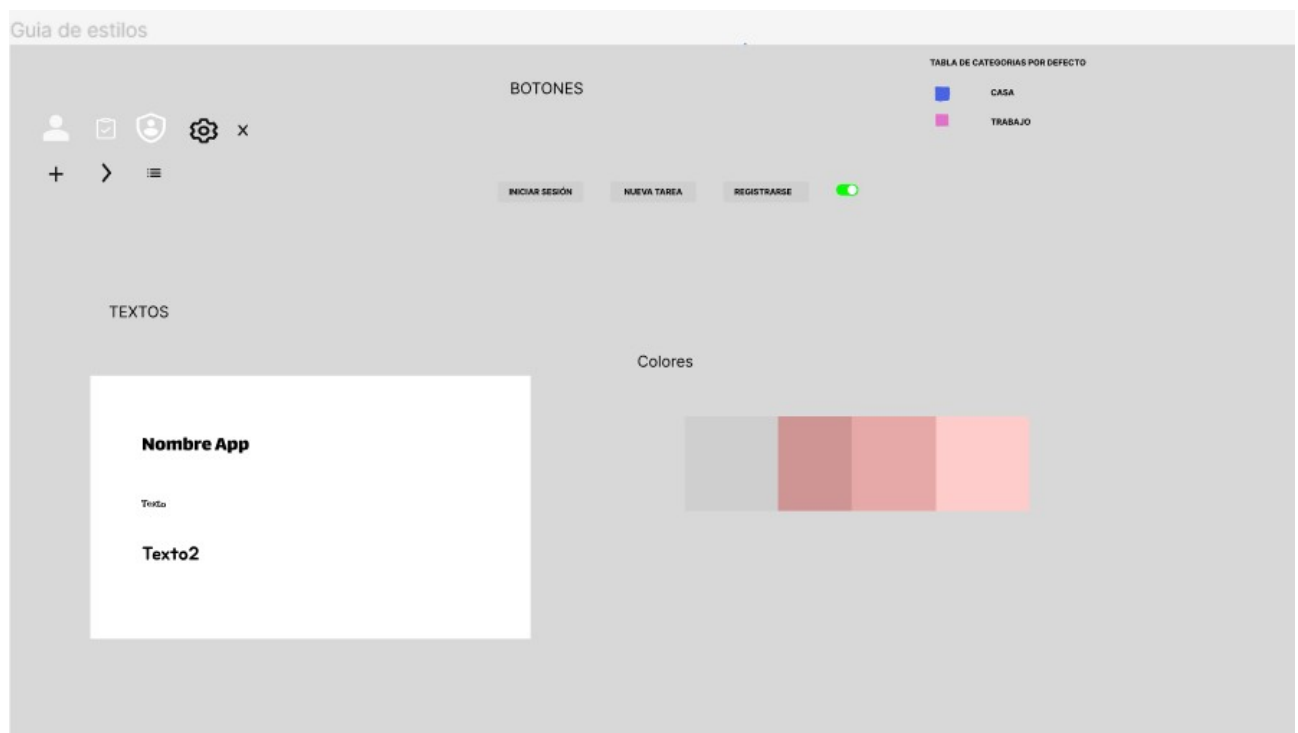 Guia de estilos
TABLA DE CATEGORIAS POR DEFECTO
BOTONES
CASA
TRABAJO
INICIAR SESIÓN
NUEVA TAREA
REGISTRARSE
TEXTOS
Colores
Nombre App
Texto
Texto2